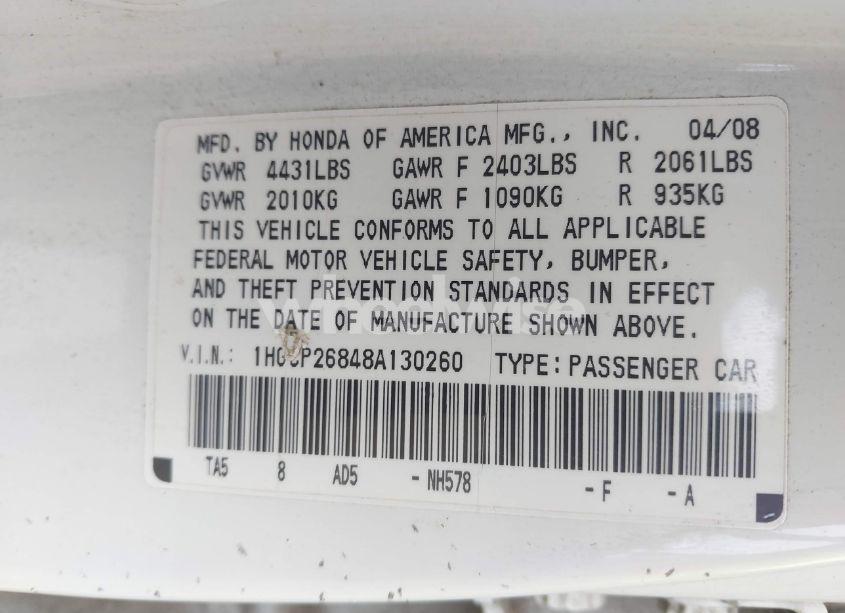 MFD. BY HONDA OF AMERICA MFG., INC. 04/08
GVWR 4431LBS GAWR F 2403LBS R 2061LBS
GVWR 2010KG GAWR F 1090KG R 935KG
THIS VEHICLE CONFORMS TO ALL APPLICABLE
FEDERAL MOTOR VEHICLE SAFETY, BUMPER,
AND THEFT PREVENTION STANDARDS IN EFFECT
ON THE DATE OF MANUFACTURE SHOWN ABOVE.
V.I.N.: 1HGCP26848A130260 TYPE: PASSENGER CAR
TA5 8 AD5 - NH578 - F - A